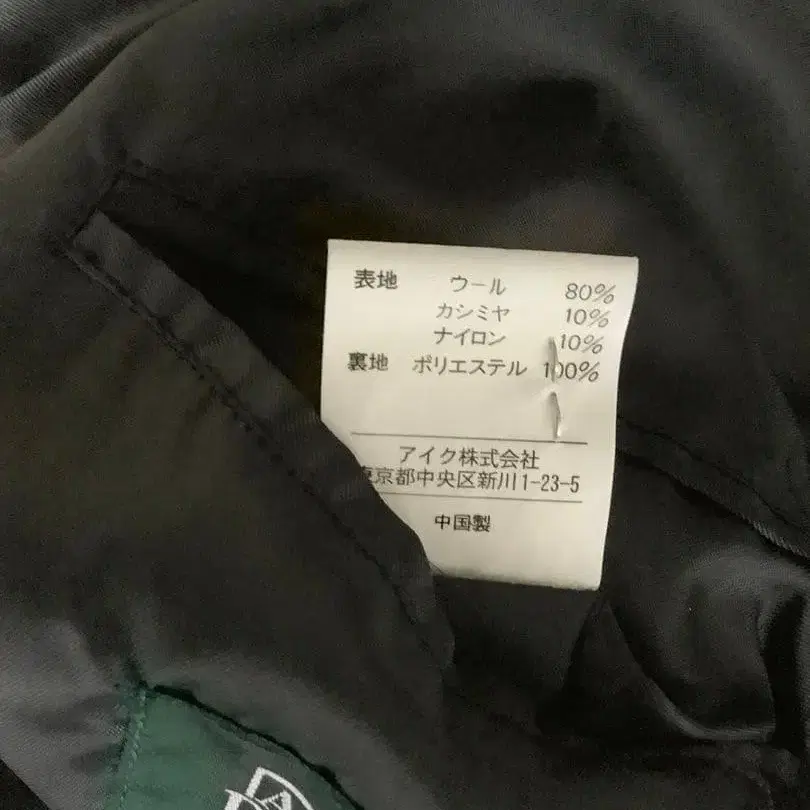 表地 ウール 80%
カシミヤ 10%
ナイロン 10%
裏地 ポリエステル 100%
アイク株式会社
東京都中央区新川1-23-5
中国製